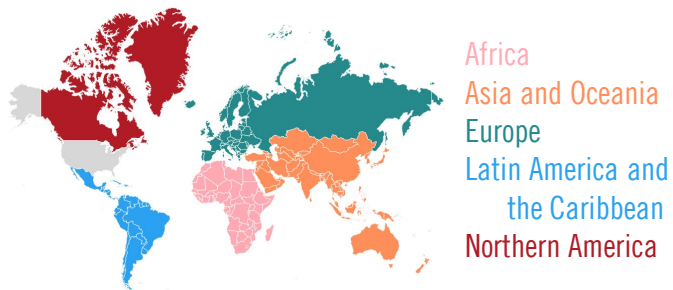 Africa
Asia and Oceania
Europe
Latin America and
the Caribbean
Northern America